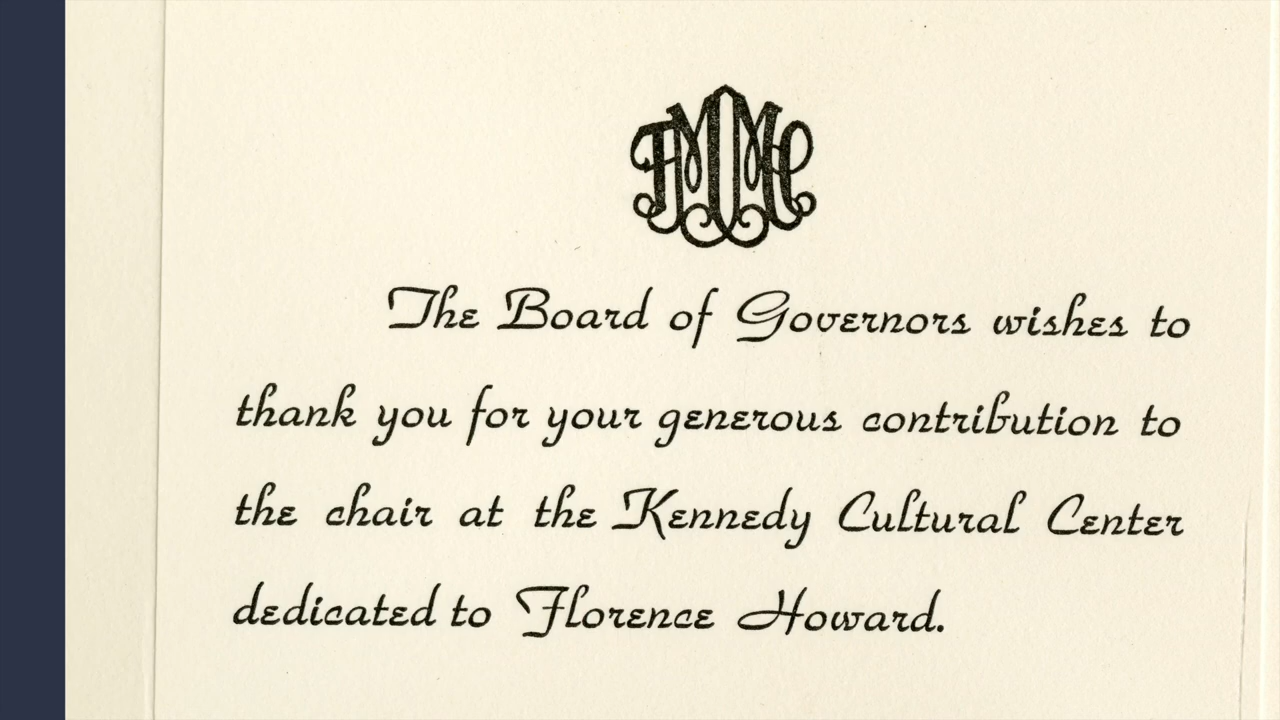 The Board of Governors wishes to
thank you for your generous contribution to
the chair at the Kennedy Cultural Center
dedicated to Florence Howard.